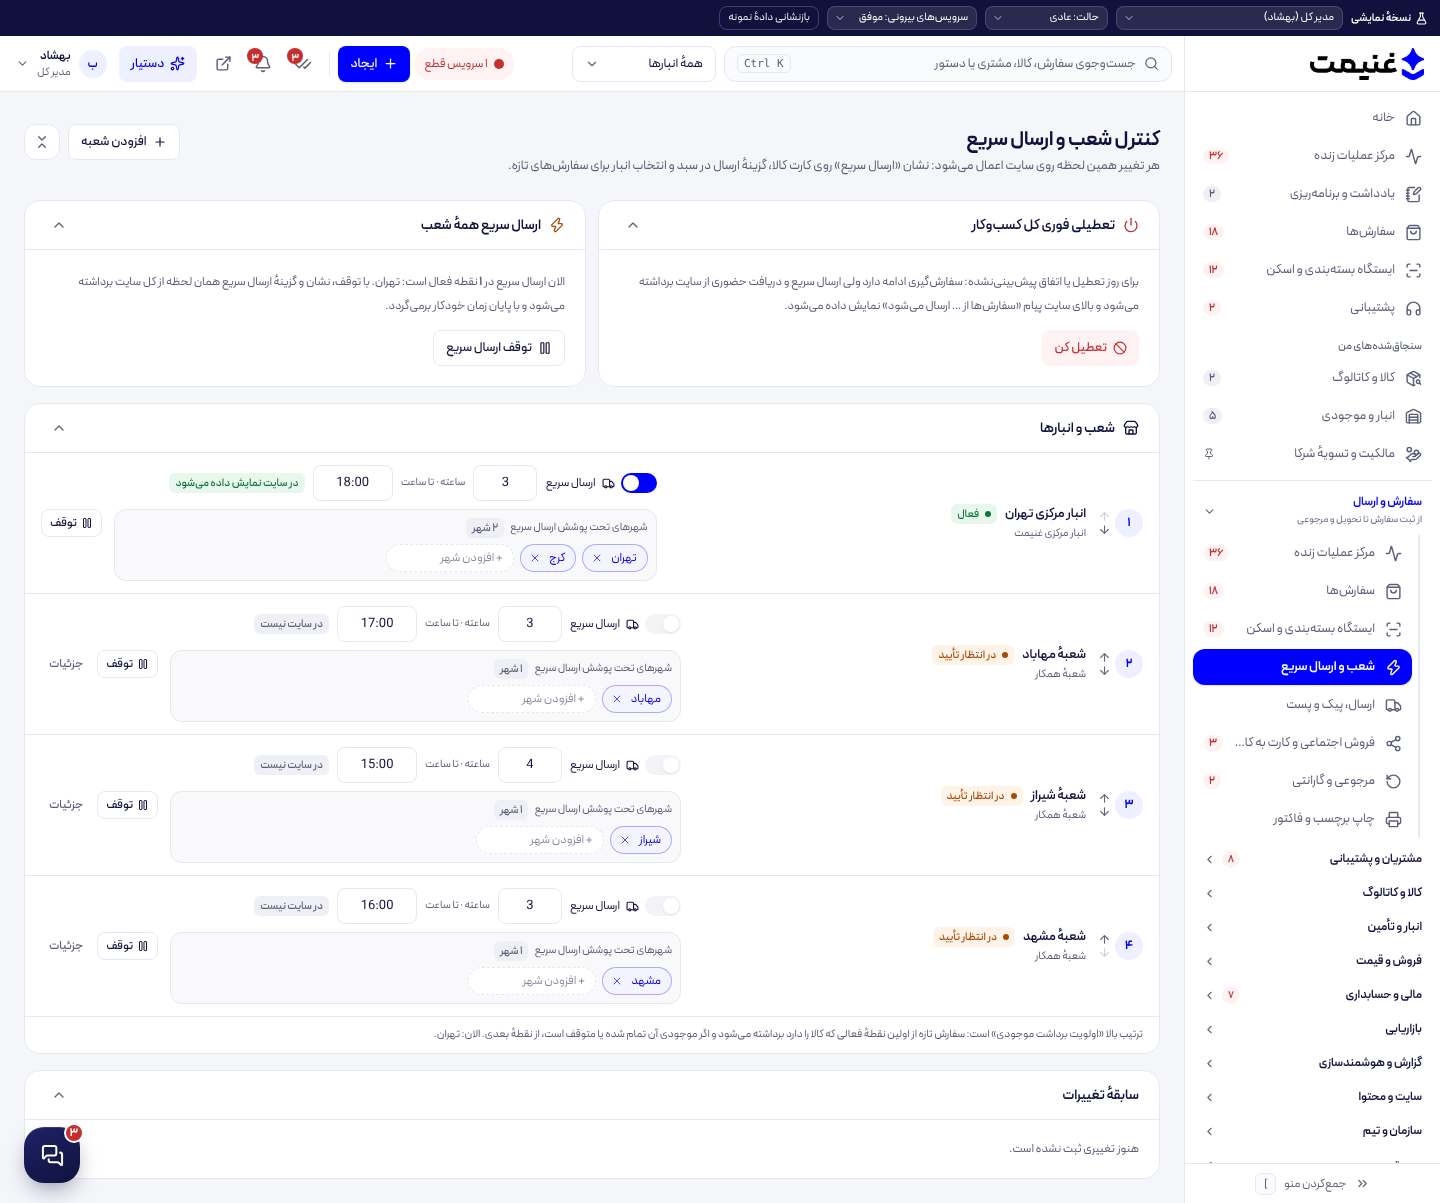 نسخهٔ نمایشی
مدیر کل (بهشاد)
حالت: عادی
سرویس‌های بیرونی: موفق
بازنشانی دادهٔ نمونه
غنیمت
جست‌وجوی سفارش، کالا، مشتری یا دستور
Ctrl K
همهٔ انبارها
۱ سرویس قطع
ایجاد
۳
۳
دستیار
ب
بهشاد
مدیر کل
خانه
مرکز عملیات زنده ۳۶
یادداشت و برنامه‌ریزی ۲
سفارش‌ها ۱۸
ایستگاه بسته‌بندی و اسکن ۱۲
پشتیبانی ۲
سنجاق‌شده‌های من
کالا و کاتالوگ ۲
انبار و موجودی ۵
مالکیت و تسویهٔ شرکا
سفارش و ارسال
از ثبت سفارش تا تحویل و مرجوعی
مرکز عملیات زنده ۳۶
سفارش‌ها ۱۸
ایستگاه بسته‌بندی و اسکن ۱۲
شعب و ارسال سریع
ارسال، پیک و پست
فروش اجتماعی و کارت به کا... ۳
مرجوعی و گارانتی ۲
چاپ برچسب و فاکتور
مشتریان و پشتیبانی ۸
کالا و کاتالوگ
انبار و تأمین
فروش و قیمت
مالی و حسابداری ۷
بازاریابی
گزارش و هوشمندسازی
سایت و محتوا
سازمان و تیم
جمع‌کردن منو [
کنترل شعب و ارسال سریع
هر تغییر همین لحظه روی سایت اعمال می‌شود: نشان «ارسال سریع» روی کارت کالا، گزینهٔ ارسال در سبد و انتخاب انبار برای سفارش‌های تازه.
افزودن شعبه
تعطیلی فوری کل کسب‌وکار
برای روز تعطیل یا اتفاق پیش‌بینی‌نشده: سفارش‌گیری ادامه دارد ولی ارسال سریع و دریافت حضوری از سایت برداشته
می‌شود و بالای سایت پیام «سفارش‌ها از ... ارسال می‌شود» نمایش داده می‌شود.
تعطیل کن
ارسال سریع همهٔ شعب
الان ارسال سریع در ۱ نقطه فعال است: تهران. با توقف، نشان و گزینهٔ ارسال سریع همان لحظه از کل سایت برداشته
می‌شود و با پایان زمان خودکار برمی‌گردد.
توقف ارسال سریع
شعب و انبارها
۱
انبار مرکزی تهران
فعال
انبار مرکزی غنیمت
ارسال سریع 3 ساعته · تا ساعت 18:00 در سایت نمایش داده می‌شود
شهرهای تحت پوشش ارسال سریع ۲ شهر
تهران کرج + افزودن شهر
توقف
۲
شعبهٔ مهاباد
در انتظار تأیید
شعبهٔ همکار
ارسال سریع 3 ساعته · تا ساعت 17:00 در سایت نیست
شهرهای تحت پوشش ارسال سریع ۱ شهر
مهاباد + افزودن شهر
توقف
جزئیات
۳
شعبهٔ شیراز
در انتظار تأیید
شعبهٔ همکار
ارسال سریع 4 ساعته · تا ساعت 15:00 در سایت نیست
شهرهای تحت پوشش ارسال سریع ۱ شهر
شیراز + افزودن شهر
توقف
جزئیات
۴
شعبهٔ مشهد
در انتظار تأیید
شعبهٔ همکار
ارسال سریع 3 ساعته · تا ساعت 16:00 در سایت نیست
شهرهای تحت پوشش ارسال سریع ۱ شهر
مشهد + افزودن شهر
توقف
جزئیات
ترتیب بالا «اولویت برداشت موجودی» است: سفارش تازه از اولین نقطهٔ فعالی که کالا را دارد برداشته می‌شود و اگر موجودی آن تمام شده یا متوقف است، از نقطهٔ بعدی. الان: تهران.
سابقهٔ تغییرات
هنوز تغییری ثبت نشده است.
۳